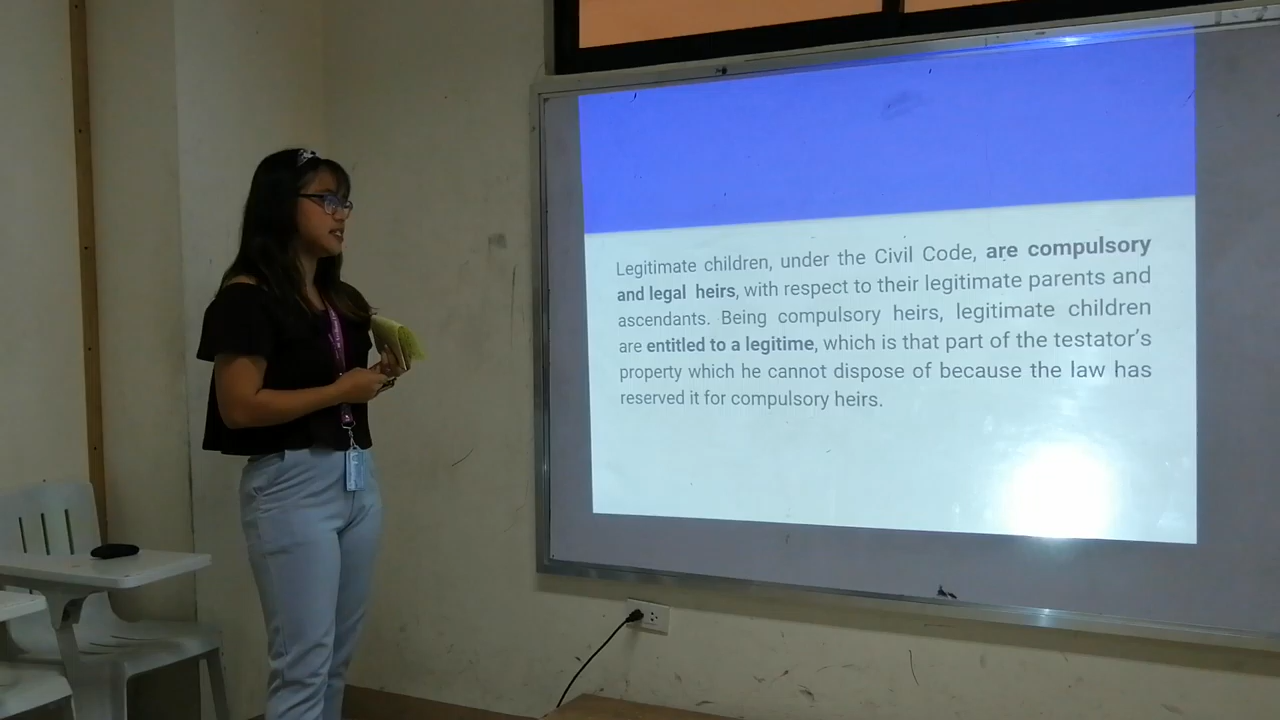 Legitimate children, under the Civil Code, are compulsory
and legal heirs, with respect to their legitimate parents and
ascendants. Being compulsory heirs, legitimate children
are entitled to a legitime, which is that part of the testator's
property which he cannot dispose of because the law has
reserved it for compulsory heirs.